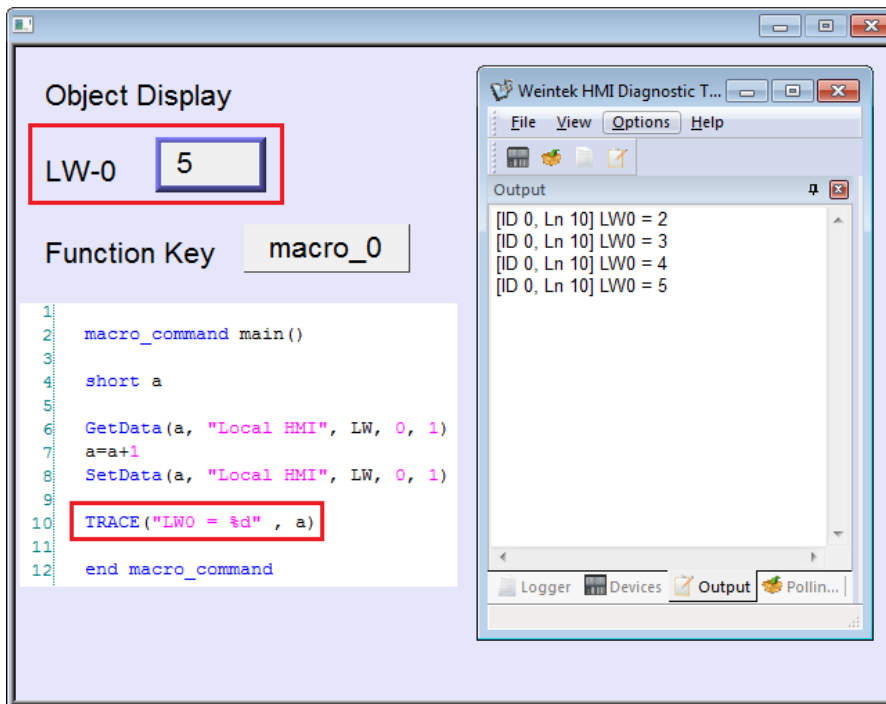 Object Display
LW-0 5
Function Key macro_0
1
2 macro_command main()
3
4 short a
5
6 GetData(a, "Local HMI", LW, 0, 1)
7 a=a+1
8 SetData(a, "Local HMI", LW, 0, 1)
9
10 TRACE("LW0 = %d" , a)
11
12 end macro_command
Weintek HMI Diagnostic T...
File View Options Help
Output
[ID 0, Ln 10] LW0 = 2
[ID 0, Ln 10] LW0 = 3
[ID 0, Ln 10] LW0 = 4
[ID 0, Ln 10] LW0 = 5
Logger Devices Output Pollin...